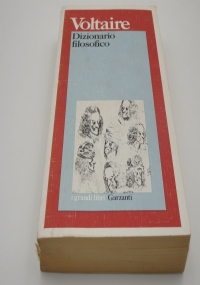 Voltaire
Dizionario
filosofico
i grandi libri Garzanti